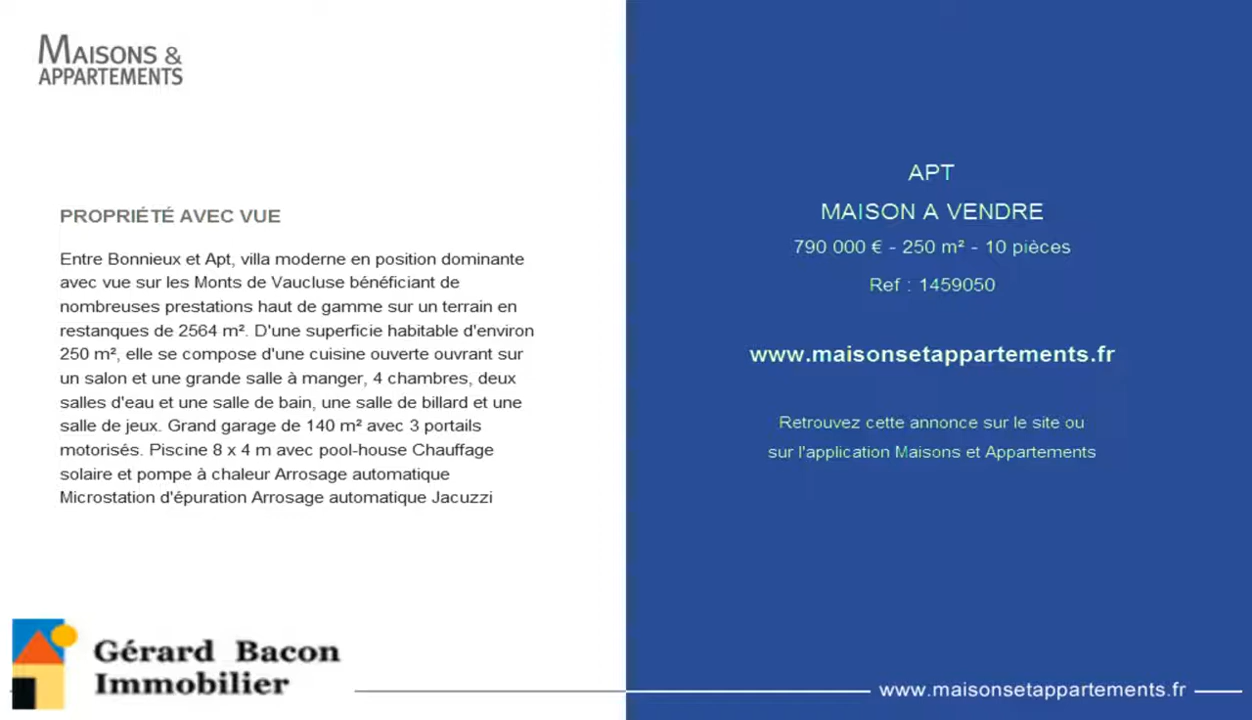 MAISONS &
APPARTEMENTS
PROPRIÉTÉ AVEC VUE
Entre Bonnieux et Apt, villa moderne en position dominante
avec vue sur les Monts de Vaucluse bénéficiant de
nombreuses prestations haut de gamme sur un terrain en
restanques de 2564 m². D'une superficie habitable d'environ
250 m², elle se compose d'une cuisine ouverte ouvrant sur
un salon et une grande salle à manger, 4 chambres, deux
salles d'eau et une salle de bain, une salle de billard et une
salle de jeux. Grand garage de 140 m² avec 3 portails
motorisés. Piscine 8 x 4 m avec pool-house Chauffage
solaire et pompe à chaleur Arrosage automatique
Microstation d'épuration Arrosage automatique Jacuzzi
Gérard Bacon
Immobilier
APT
MAISON A VENDRE
790 000 € - 250 m² - 10 pièces
Ref : 1459050
www.maisonsetappartements.fr
Retrouvez cette annonce sur le site ou
sur l'application Maisons et Appartements
www.maisonsetappartements.fr